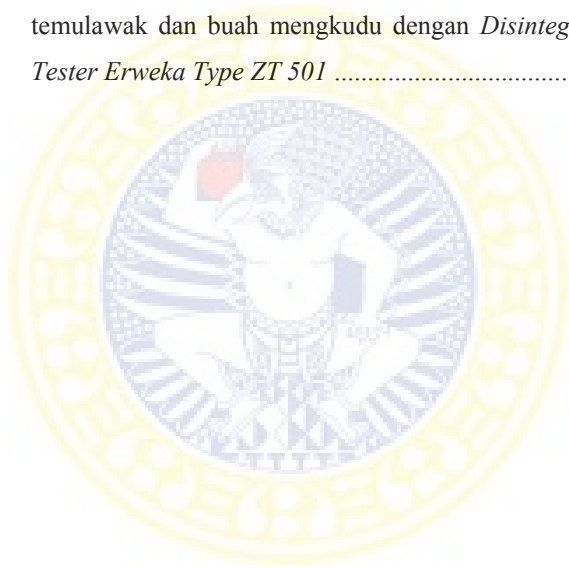 temulawak dan buah mengkudu dengan Disinteg
Tester Erweka Type ZT 501 ...................................